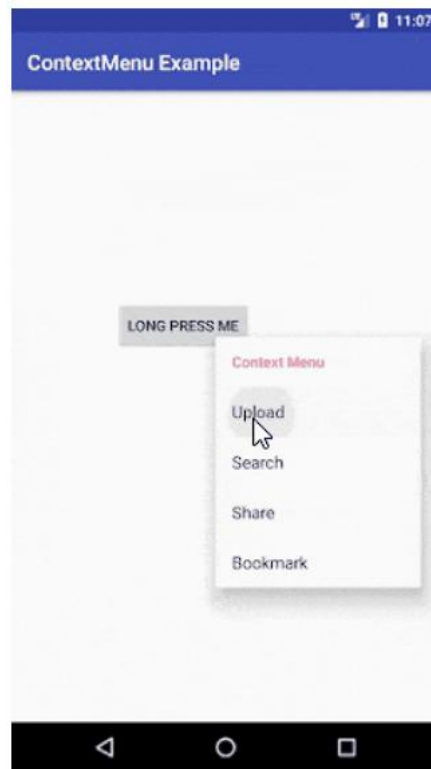 11:07
ContextMenu Example
LONG PRESS ME
Context Menu
Upload
Search
Share
Bookmark